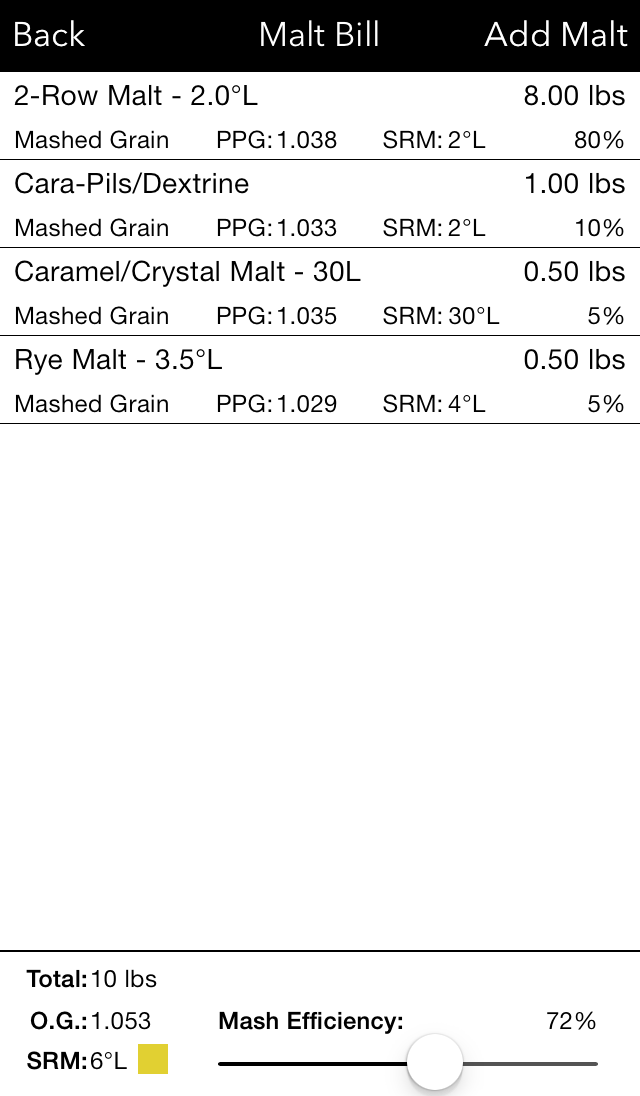 Back Malt Bill Add Malt
2-Row Malt - 2.0°L 8.00 lbs
Mashed Grain PPG: 1.038 SRM: 2°L 80%
Cara-Pils/Dextrine 1.00 lbs
Mashed Grain PPG: 1.033 SRM: 2°L 10%
Caramel/Crystal Malt - 30L 0.50 lbs
Mashed Grain PPG: 1.035 SRM: 30°L 5%
Rye Malt - 3.5°L 0.50 lbs
Mashed Grain PPG: 1.029 SRM: 4°L 5%
Total: 10 lbs
O.G.: 1.053 Mash Efficiency: 72%
SRM: 6°L